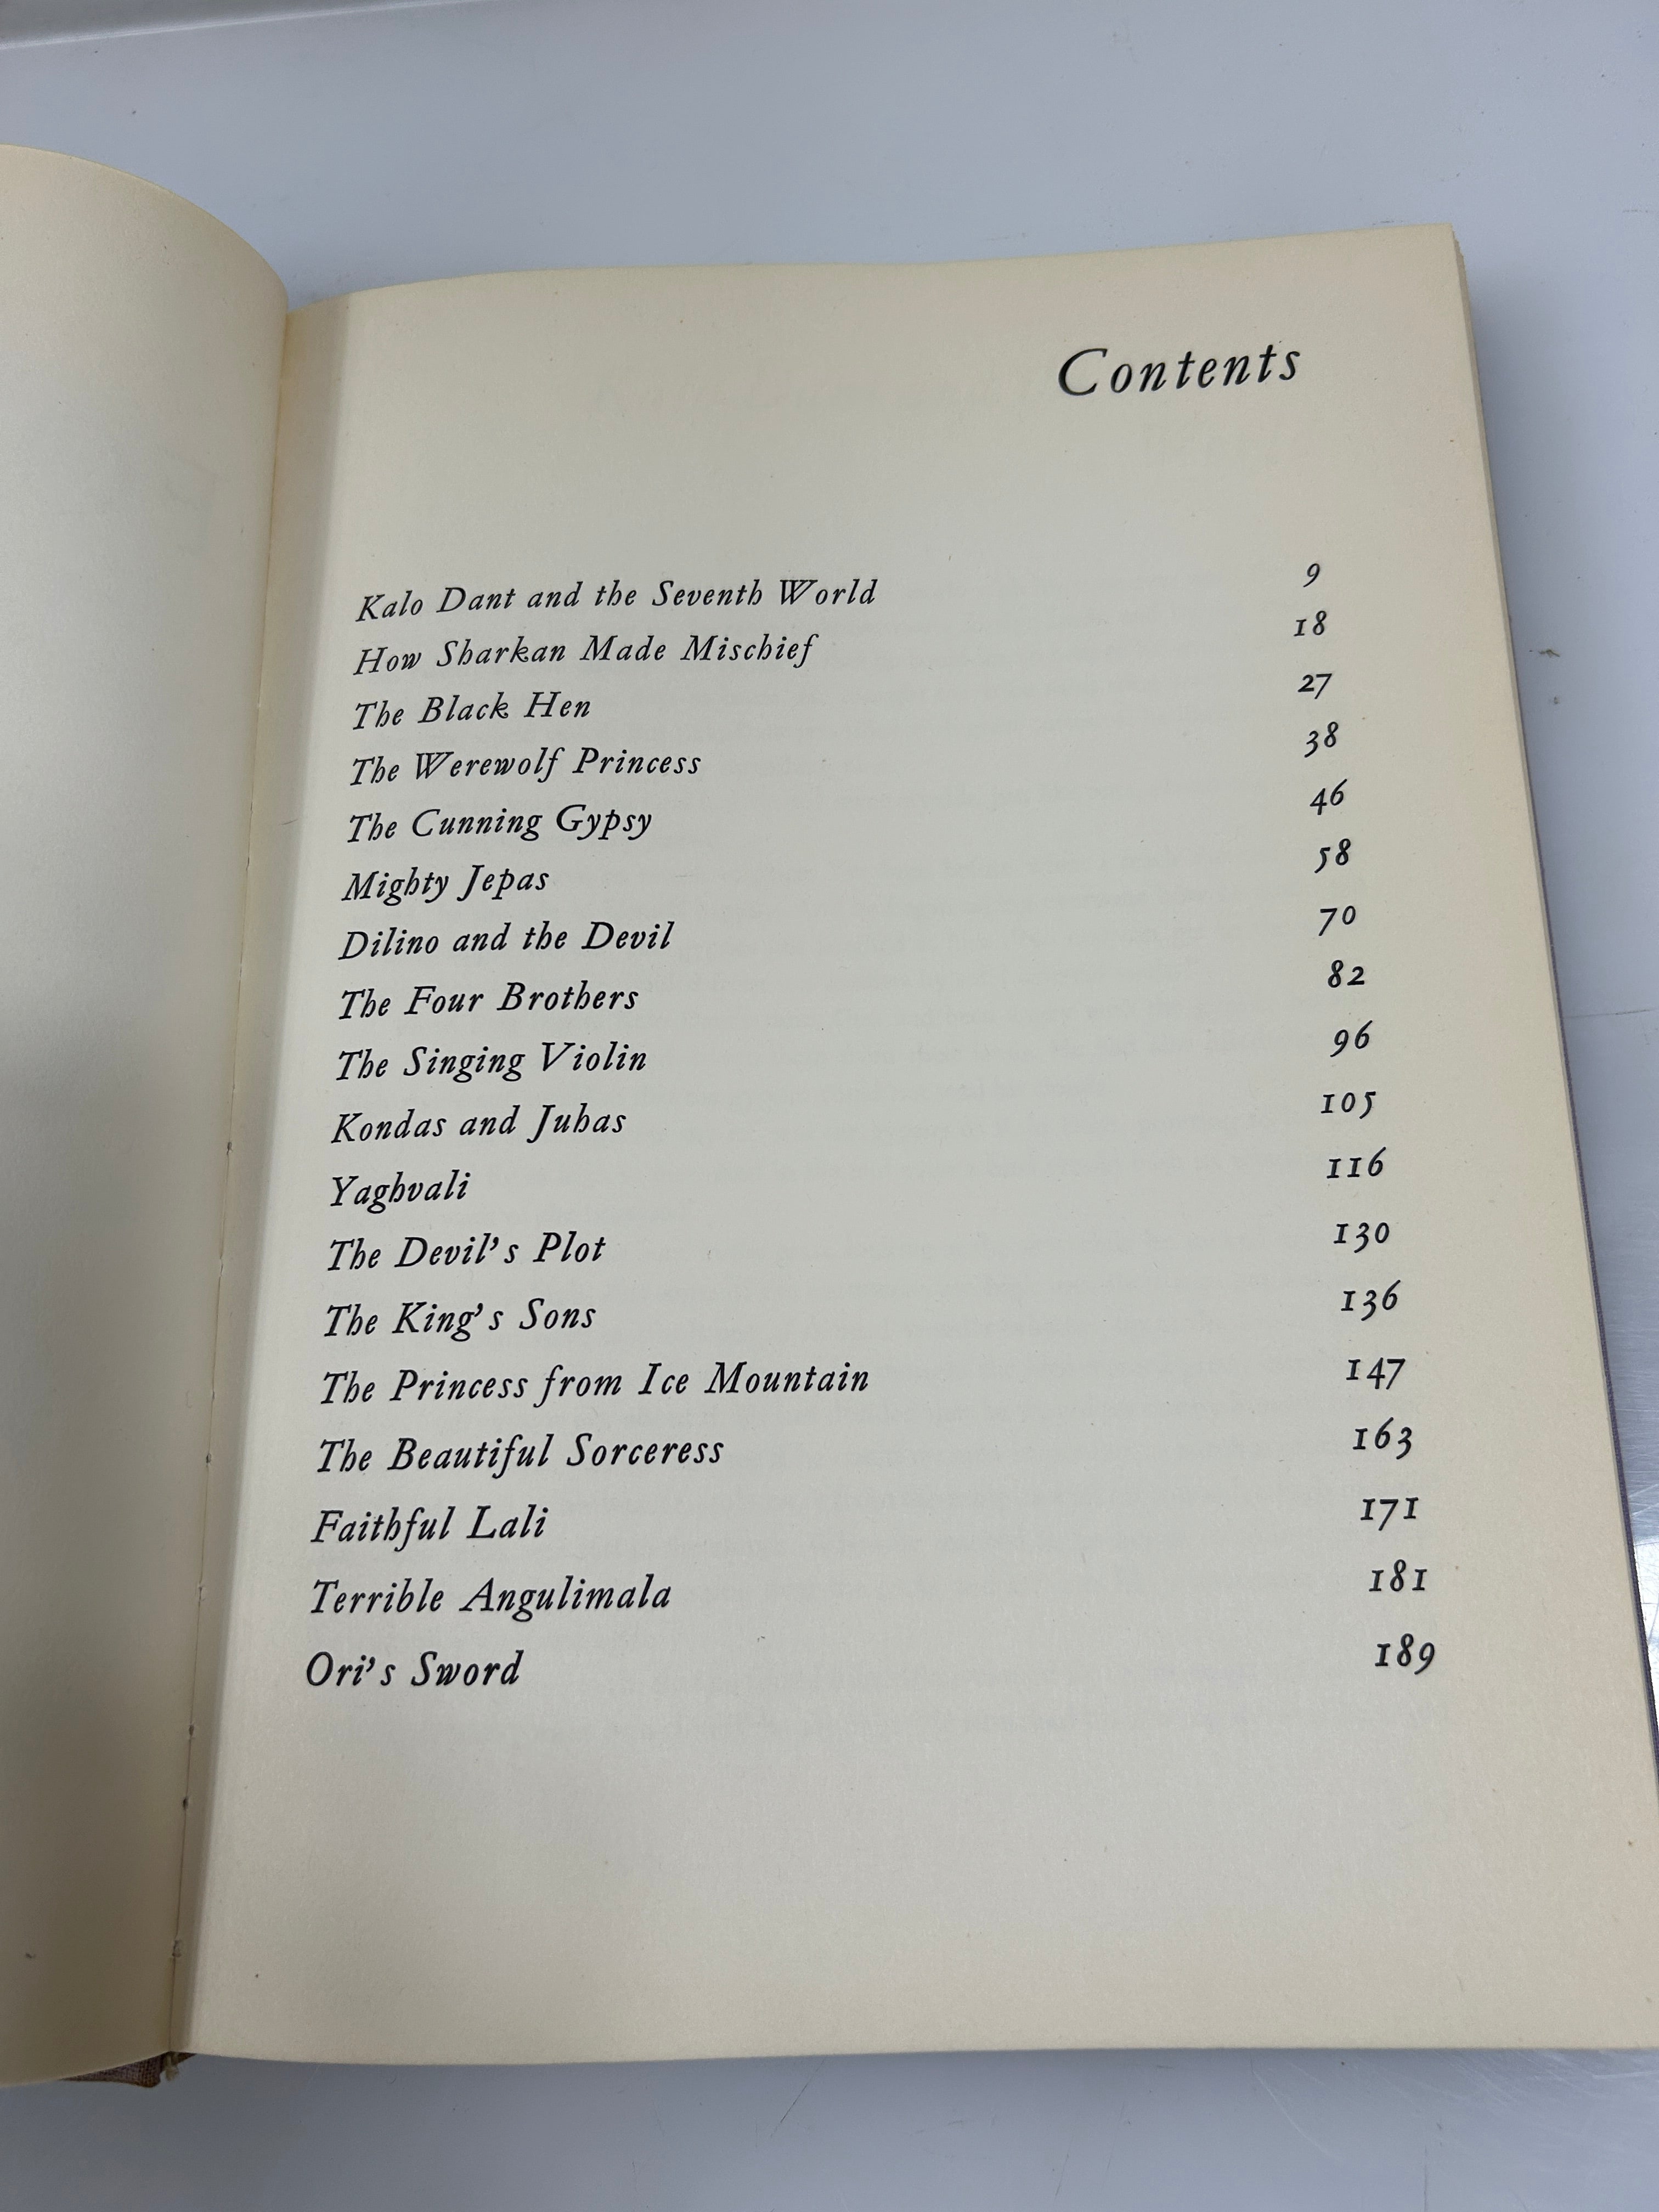 Contents
Kalo Dant and the Seventh World 9
How Sharkan Made Mischief 18
The Black Hen 27
The Werewolf Princess 38
The Cunning Gypsy 46
Mighty Jepas 58
Dilino and the Devil 70
The Four Brothers 82
The Singing Violin 96
Kondas and Juhas 105
Yaghvali 116
The Devil's Plot 130
The King's Sons 136
The Princess from Ice Mountain 147
The Beautiful Sorceress 163
Faithful Lali 171
Terrible Angulimala 181
Ori's Sword 189